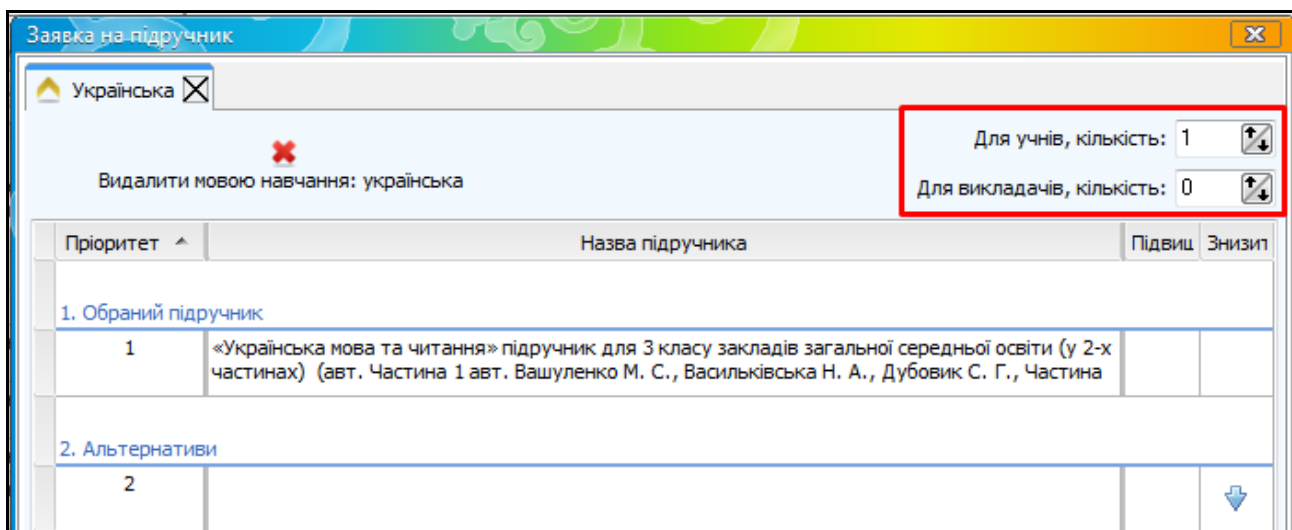 Заявка на підручник
Українська
Для учнів, кількість: 1
Видалити мовою навчання: українська
Для викладачів, кількість: 0
Пріоритет Назва підручника Підвищ Знизит
1. Обраний підручник
1 «Українська мова та читання» підручник для 3 класу закладів загальної середньої освіти (у 2-х
частинах) (авт. Частина 1 авт. Вашуленко М. С., Васильківська Н. А., Дубовик С. Г., Частина
2. Альтернативи
2